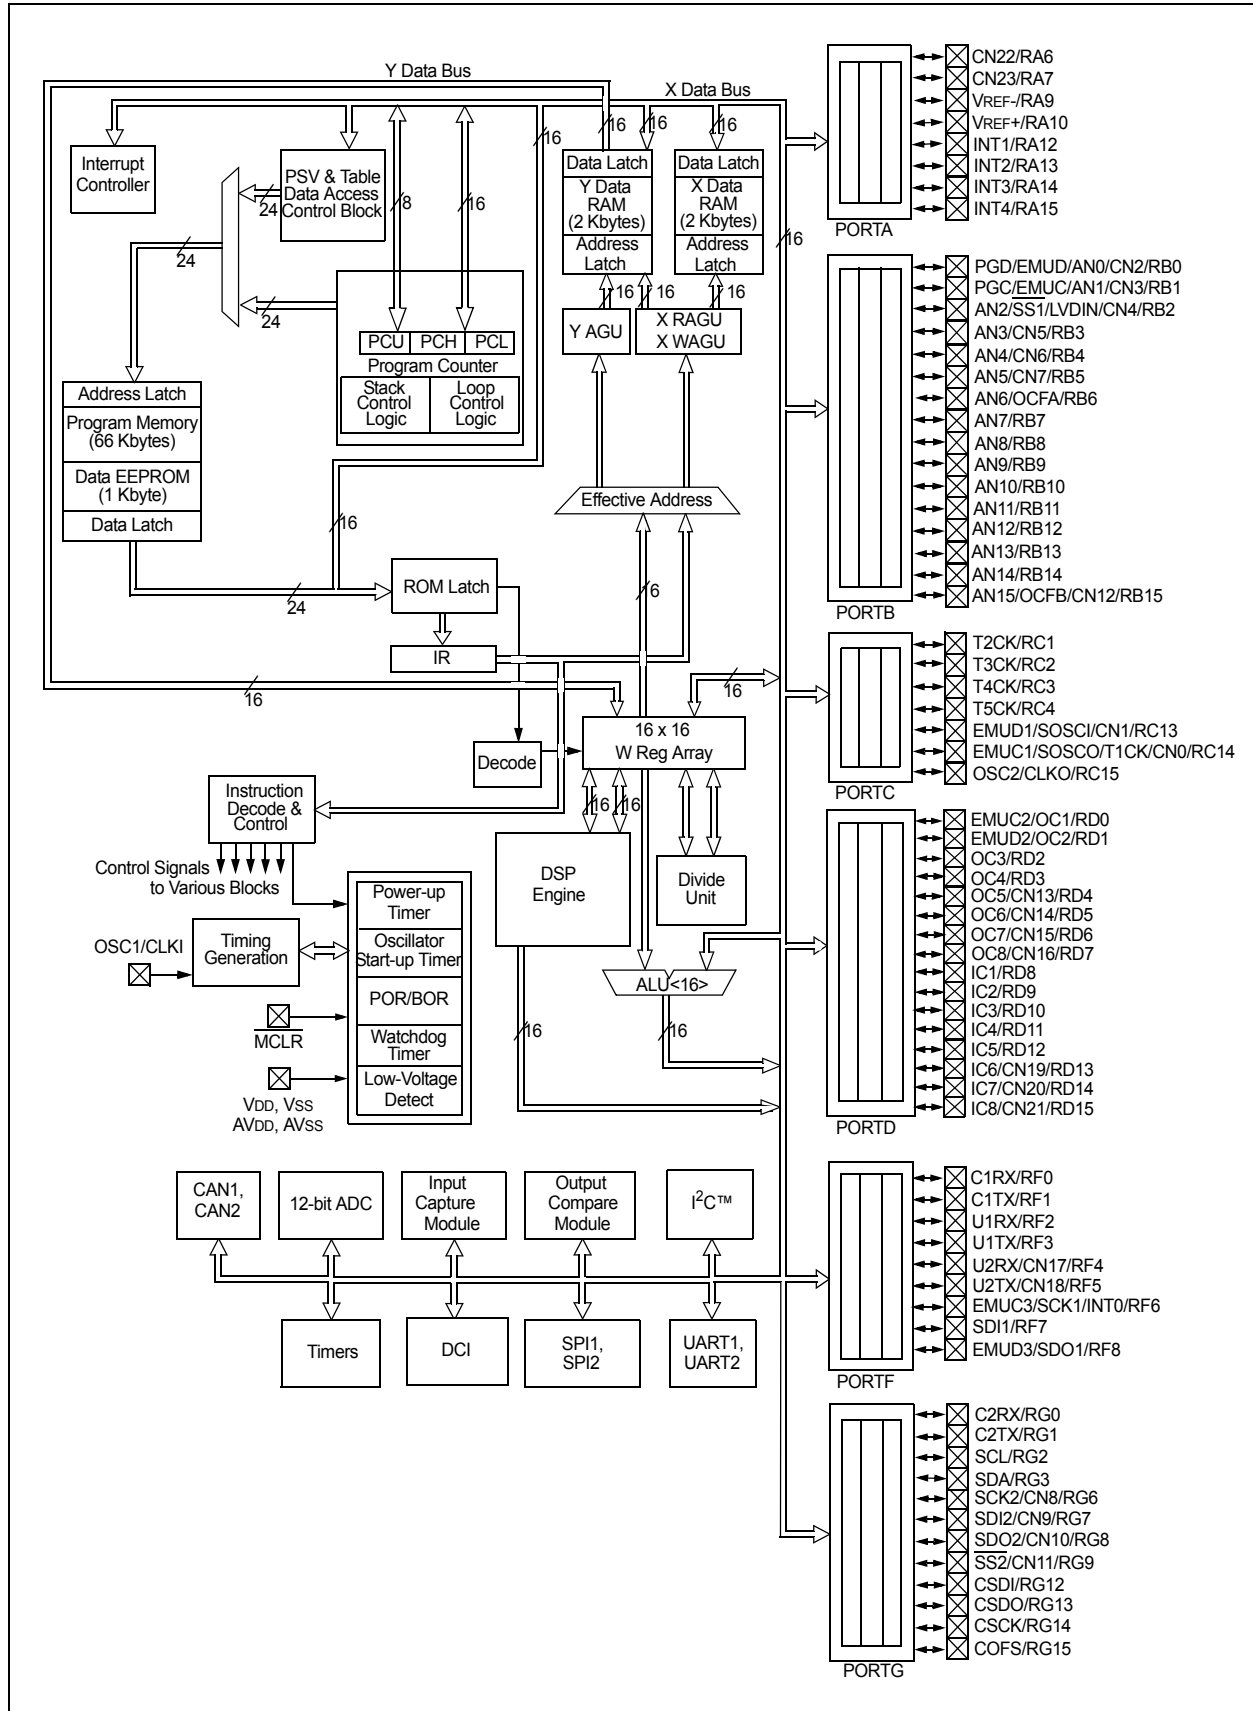 Y Data Bus
X Data Bus
Interrupt
Controller
PSV & Table
Data Access
Control Block
24
24
24
8
16
16
16
16
16
Data Latch
Y Data
RAM
(2 Kbytes)
Address
Latch
Data Latch
X Data
RAM
(2 Kbytes)
Address
Latch
16
16
16
16
Y AGU
X RAGU
X WAGU
PCU
PCH
PCL
Program Counter
Stack
Control
Logic
Loop
Control
Logic
Address Latch
Program Memory
(66 Kbytes)
Data EEPROM
(1 Kbyte)
Data Latch
16
24
Effective Address
ROM Latch
IR
6
16
16
16 x 16
W Reg Array
Decode
Instruction
Decode &
Control
16
16
Control Signals
to Various Blocks
DSP
Engine
Divide
Unit
Power-up
Timer
Oscillator
Start-up Timer
POR/BOR
Watchdog
Timer
Low-Voltage
Detect
OSC1/CLKI
Timing
Generation
MCLR
VDD, VSS
AVDD, AVSS
ALU<16>
16
16
CAN1,
CAN2
12-bit ADC
Input
Capture
Module
Output
Compare
Module
I²C™
Timers
DCI
SPI1,
SPI2
UART1,
UART2
CN22/RA6
CN23/RA7
VREF-/RA9
VREF+/RA10
INT1/RA12
INT2/RA13
INT3/RA14
INT4/RA15
PORTA
PGD/EMUD/AN0/CN2/RB0
PGC/EMUC/AN1/CN3/RB1
AN2/SS1/LVDIN/CN4/RB2
AN3/CN5/RB3
AN4/CN6/RB4
AN5/CN7/RB5
AN6/OCFA/RB6
AN7/RB7
AN8/RB8
AN9/RB9
AN10/RB10
AN11/RB11
AN12/RB12
AN13/RB13
AN14/RB14
AN15/OCFB/CN12/RB15
PORTB
T2CK/RC1
T3CK/RC2
T4CK/RC3
T5CK/RC4
EMUD1/SOSCI/CN1/RC13
EMUC1/SOSCO/T1CK/CN0/RC14
OSC2/CLKO/RC15
PORTC
EMUC2/OC1/RD0
EMUD2/OC2/RD1
OC3/RD2
OC4/RD3
OC5/CN13/RD4
OC6/CN14/RD5
OC7/CN15/RD6
OC8/CN16/RD7
IC1/RD8
IC2/RD9
IC3/RD10
IC4/RD11
IC5/RD12
IC6/CN19/RD13
IC7/CN20/RD14
IC8/CN21/RD15
PORTD
C1RX/RF0
C1TX/RF1
U1RX/RF2
U1TX/RF3
U2RX/CN17/RF4
U2TX/CN18/RF5
EMUC3/SCK1/INT0/RF6
SDI1/RF7
EMUD3/SDO1/RF8
PORTF
C2RX/RG0
C2TX/RG1
SCL/RG2
SDA/RG3
SCK2/CN8/RG6
SDI2/CN9/RG7
SDO2/CN10/RG8
SS2/CN11/RG9
CSDI/RG12
CSDO/RG13
CSCK/RG14
COFS/RG15
PORTG